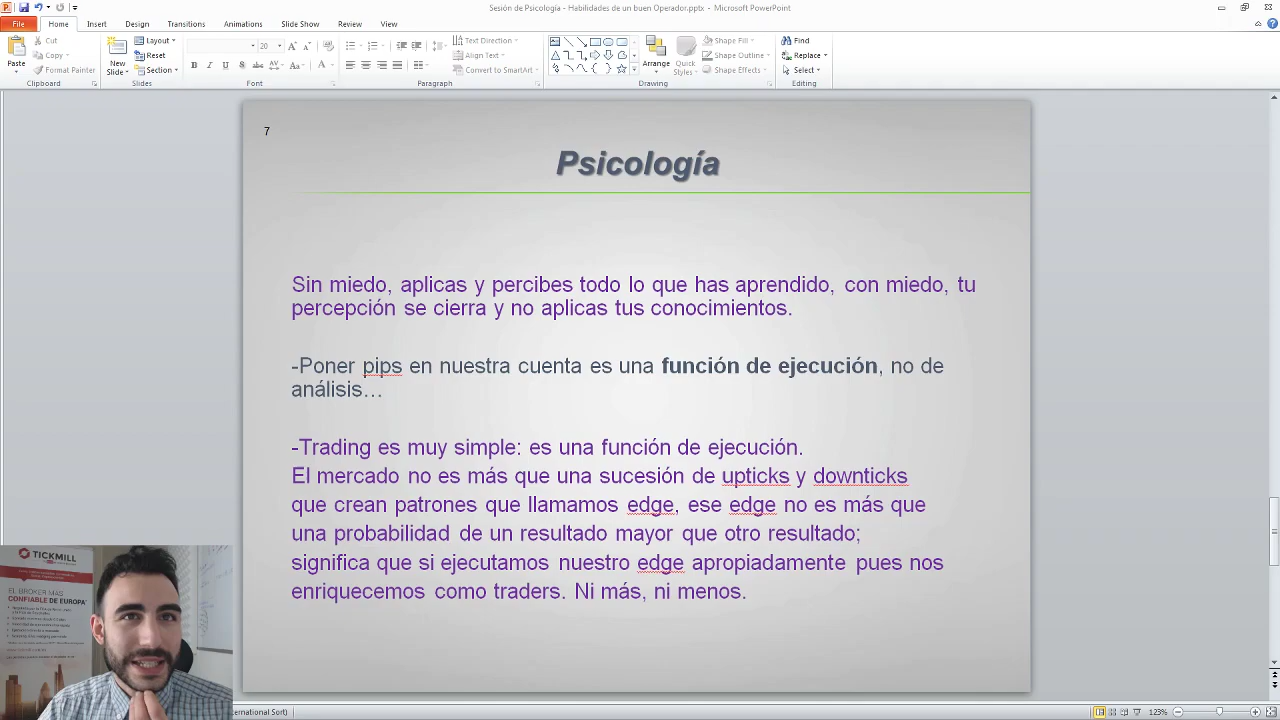 Sesión de Psicología - Habilidades de un buen Operador.pptx - Microsoft PowerPoint
File Home Insert Design Transitions Animations Slide Show Review View
Paste
Cut
Copy
Format Painter
Clipboard
New
Slide
Layout
Reset
Section
Slides
20
Font
Text Direction
Align Text
Convert to SmartArt
Paragraph
Arrange
Quick
Styles
Shape Fill
Shape Outline
Shape Effects
Drawing
Find
Replace
Select
Editing
7
Psicología
Sin miedo, aplicas y percibes todo lo que has aprendido, con miedo, tu
percepción se cierra y no aplicas tus conocimientos.
-Poner pips en nuestra cuenta es una función de ejecución, no de
análisis…
-Trading es muy simple: es una función de ejecución.
El mercado no es más que una sucesión de upticks y downticks
que crean patrones que llamamos edge, ese edge no es más que
una probabilidad de un resultado mayor que otro resultado;
significa que si ejecutamos nuestro edge apropiadamente pues nos
enriquecemos como traders. Ni más, ni menos.
TICKMILL
EL BROKER MÁS
CONFIABLE DE EUROPA
ternational Sort)
123%